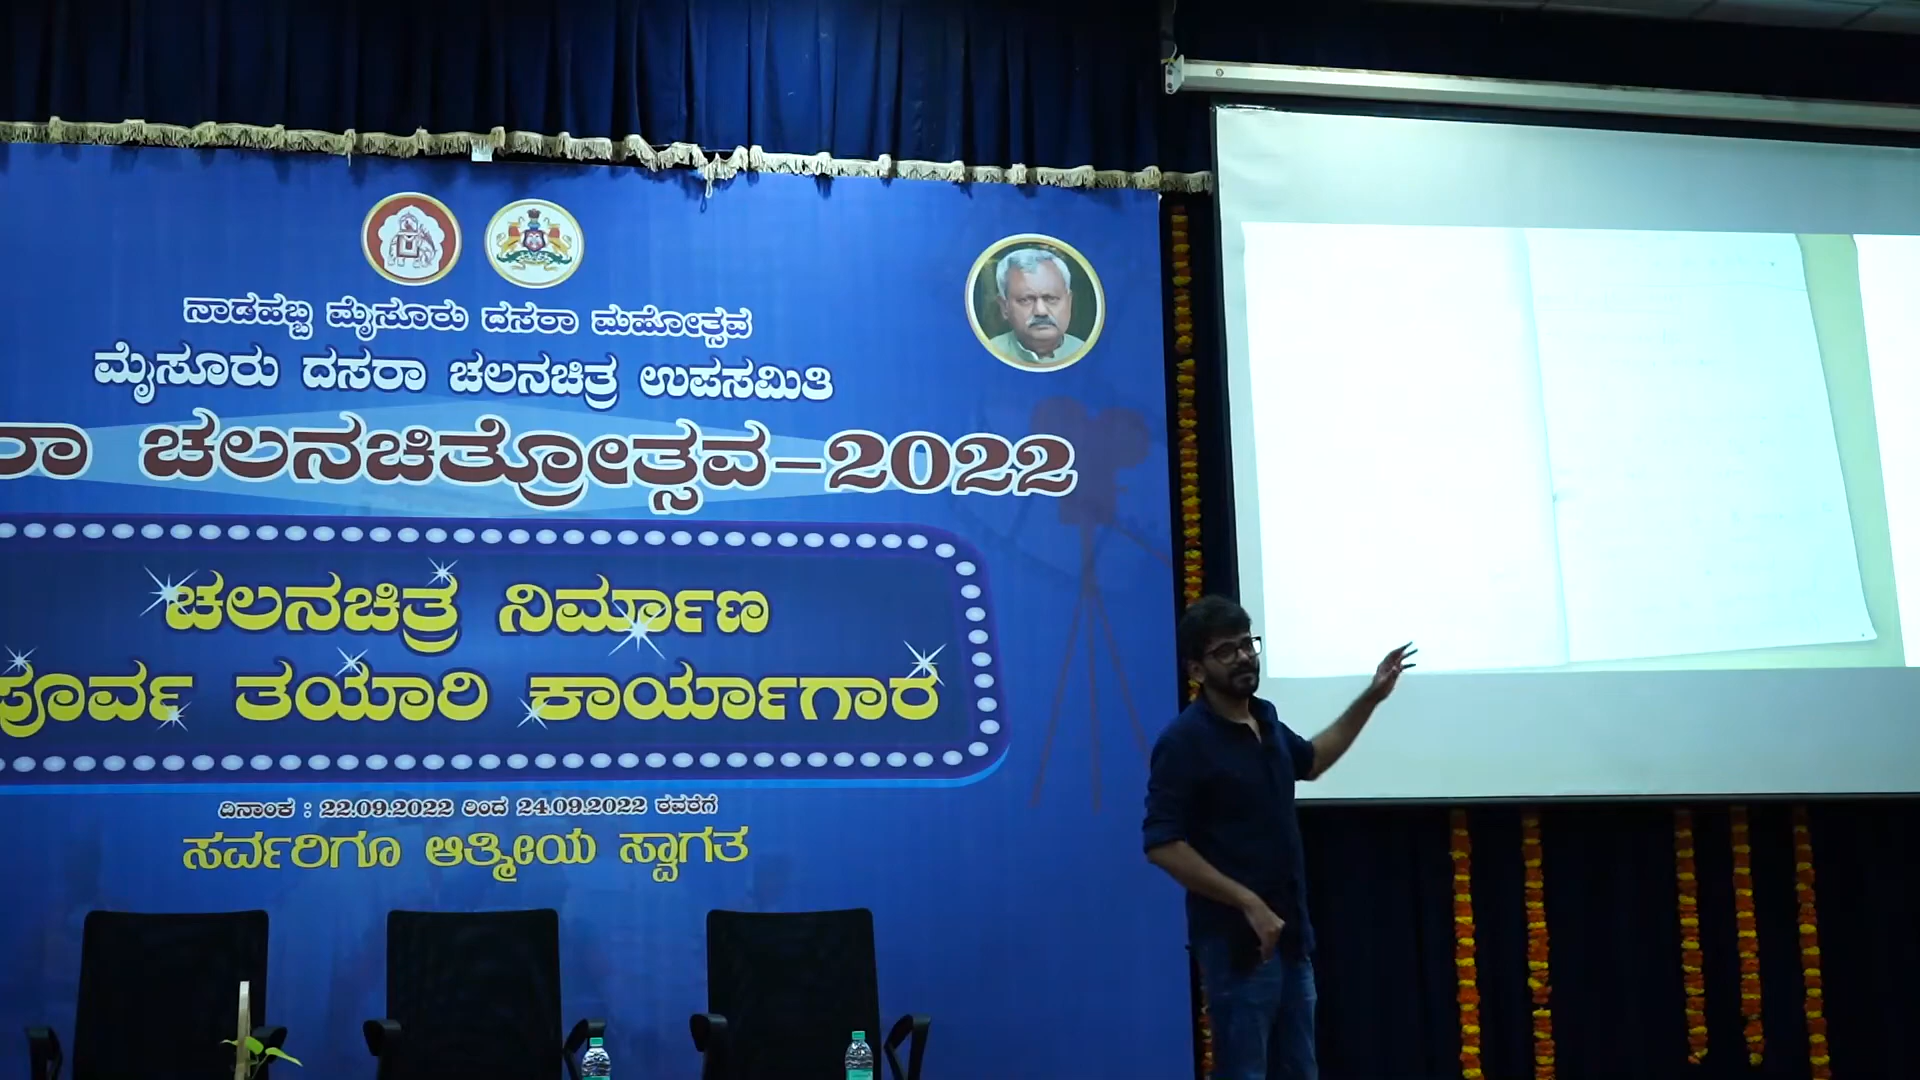 ನಾಡಹಬ್ಬ ಮೈಸೂರು ದಸರಾ ಮಹೋತ್ಸವ
ಮೈಸೂರು ದಸರಾ ಚಲನಚಿತ್ರ ಉಪಸಮಿತಿ
ರಾ ಚಲನಚಿತ್ರೋತ್ಸವ-2022
ಚಲನಚಿತ್ರ ನಿರ್ಮಾಣ
ಪೂರ್ವ ತಯಾರಿ ಕಾರ್ಯಾಗಾರ
ದಿನಾಂಕ : 22.09.2022 ರಿಂದ 24.09.2022 ರವರೆಗೆ
ಸರ್ವರಿಗೂ ಆತ್ಮೀಯ ಸ್ವಾಗತ